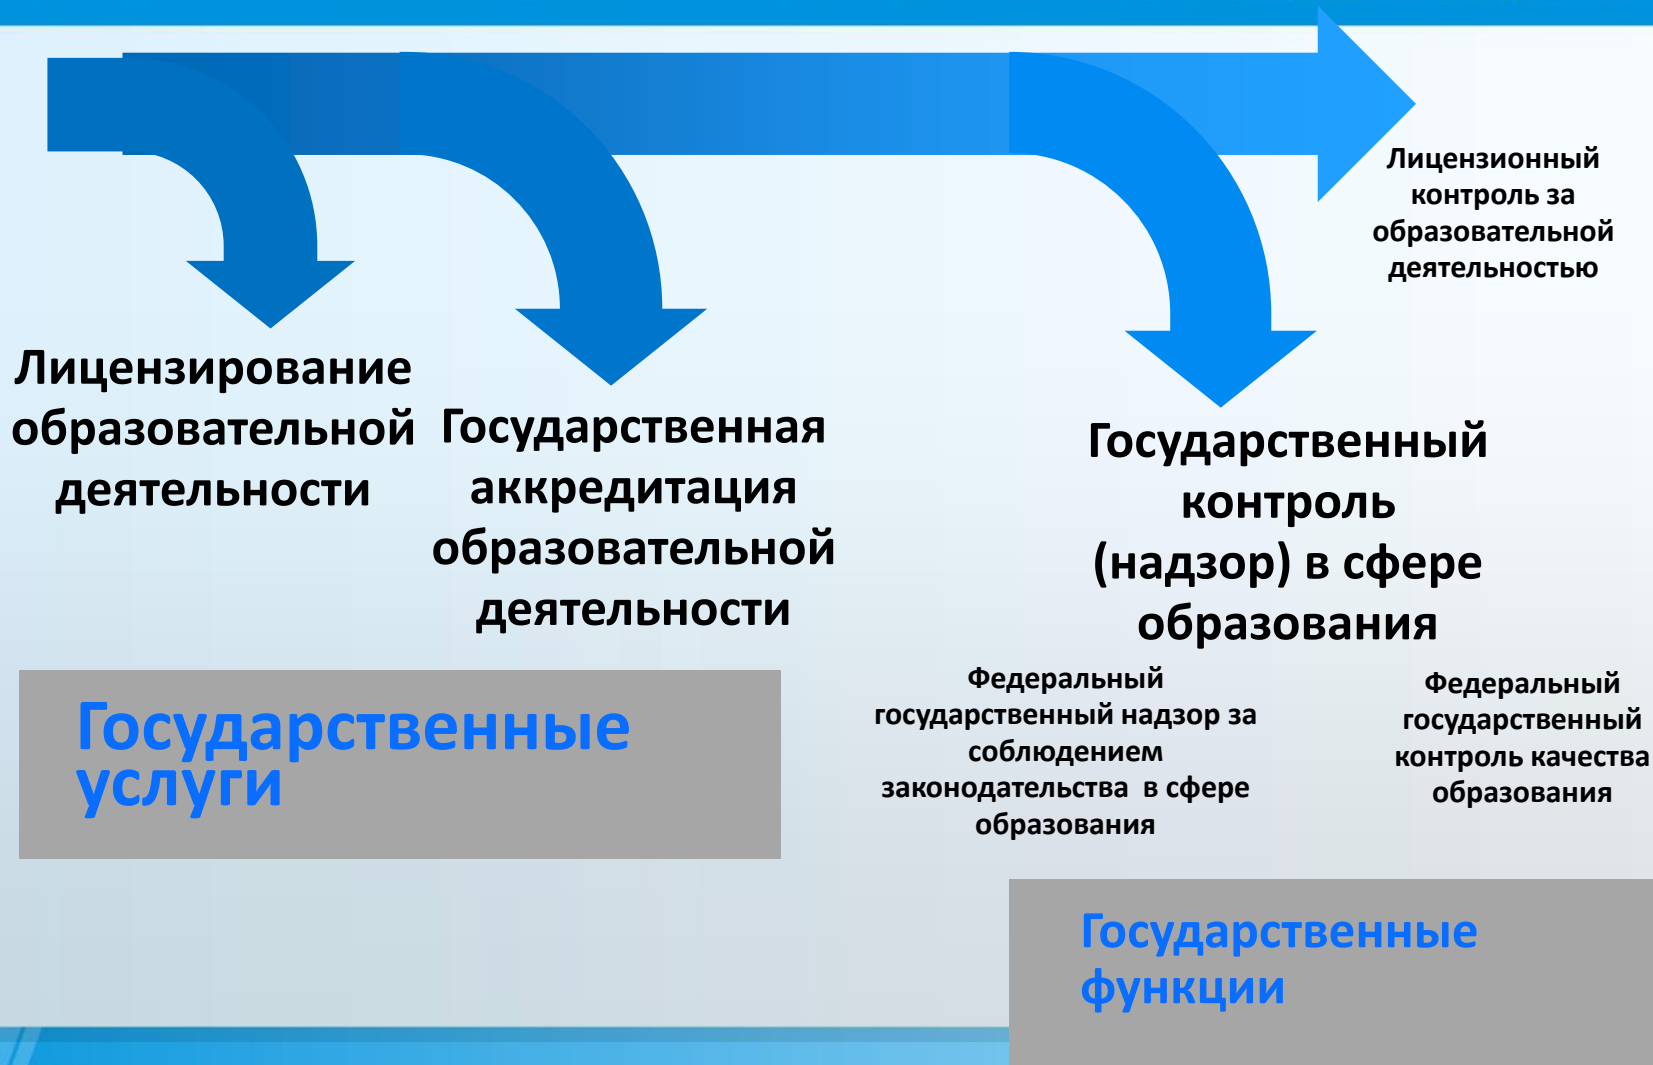 Лицензионный
контроль за
образовательной
деятельностью
Лицензирование
образовательной
деятельности
Государственная
аккредитация
образовательной
деятельности
Государственный
контроль
(надзор) в сфере
образования
Государственные
услуги
Федеральный
государственный надзор за
соблюдением
законодательства в сфере
образования
Федеральный
государственный
контроль качества
образования
Государственные
функции